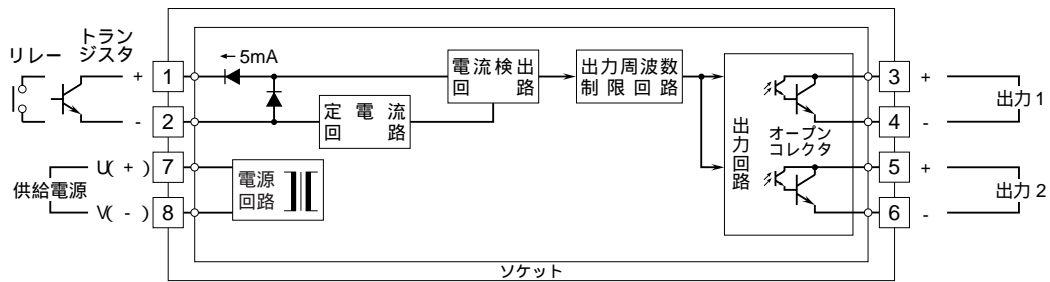 リレー
トラン
ジスタ
+
-
1
2
←5mA
定電流
回路
電流検出
回路
出力周波数
制限回路
出力回路
オープン
コレクタ
3
+
4
-
出力1
5
+
6
-
出力2
供給電源
U(+)
V(-)
7
8
電源
回路
ソケット